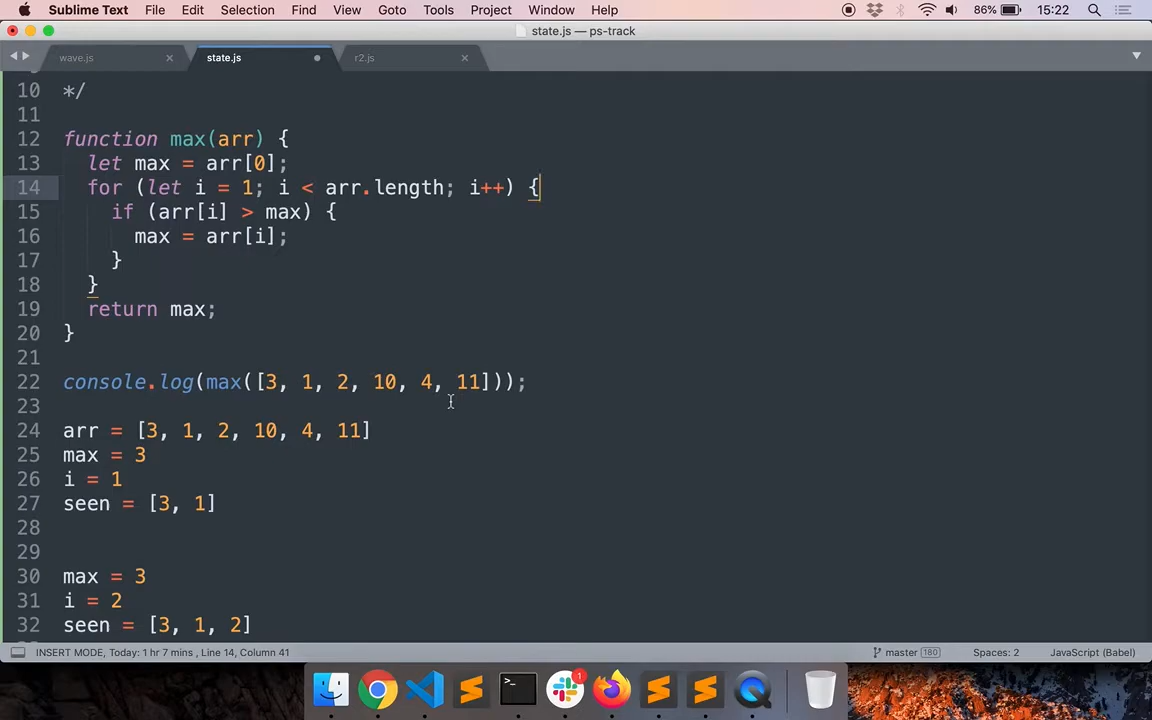 Sublime Text File Edit Selection Find View Goto Tools Project Window Help 86% 15:22
state.js — ps-track
wave.js state.js r2.js
10 */
11
12 function max(arr) {
13 let max = arr[0];
14 for (let i = 1; i < arr.length; i++) {
15 if (arr[i] > max) {
16 max = arr[i];
17 }
18 }
19 return max;
20 }
21
22 console.log(max([3, 1, 2, 10, 4, 11]));
23
24 arr = [3, 1, 2, 10, 4, 11]
25 max = 3
26 i = 1
27 seen = [3, 1]
28
29
30 max = 3
31 i = 2
32 seen = [3, 1, 2]
INSERT MODE, Today: 1 hr 7 mins , Line 14, Column 41 master 180 Spaces: 2 JavaScript (Babel)
1